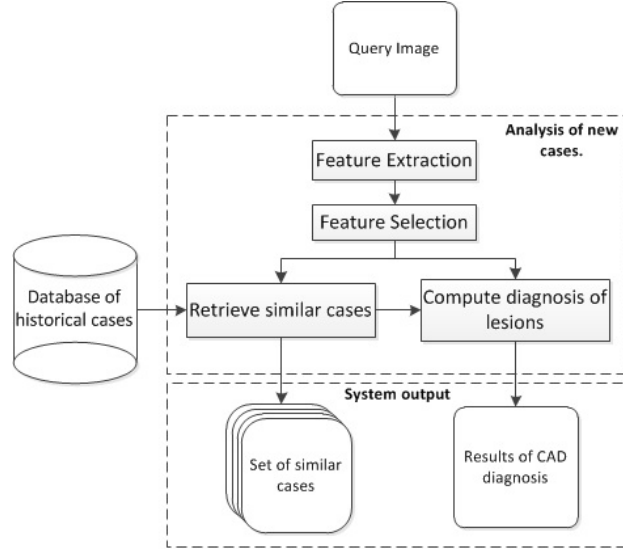 Query Image
Analysis of new
cases.
Feature Extraction
Feature Selection
Database of
historical cases
Retrieve similar cases
Compute diagnosis of
lesions
System output
Set of similar
cases
Results of CAD
diagnosis